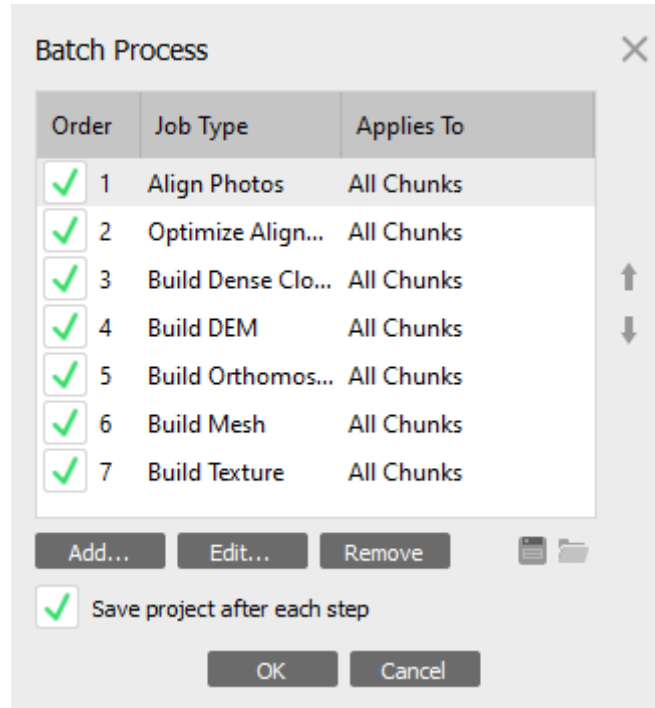 Batch Process
Order Job Type Applies To
1 Align Photos All Chunks
2 Optimize Align... All Chunks
3 Build Dense Clo... All Chunks
4 Build DEM All Chunks
5 Build Orthomos... All Chunks
6 Build Mesh All Chunks
7 Build Texture All Chunks
Add... Edit... Remove
Save project after each step
OK Cancel